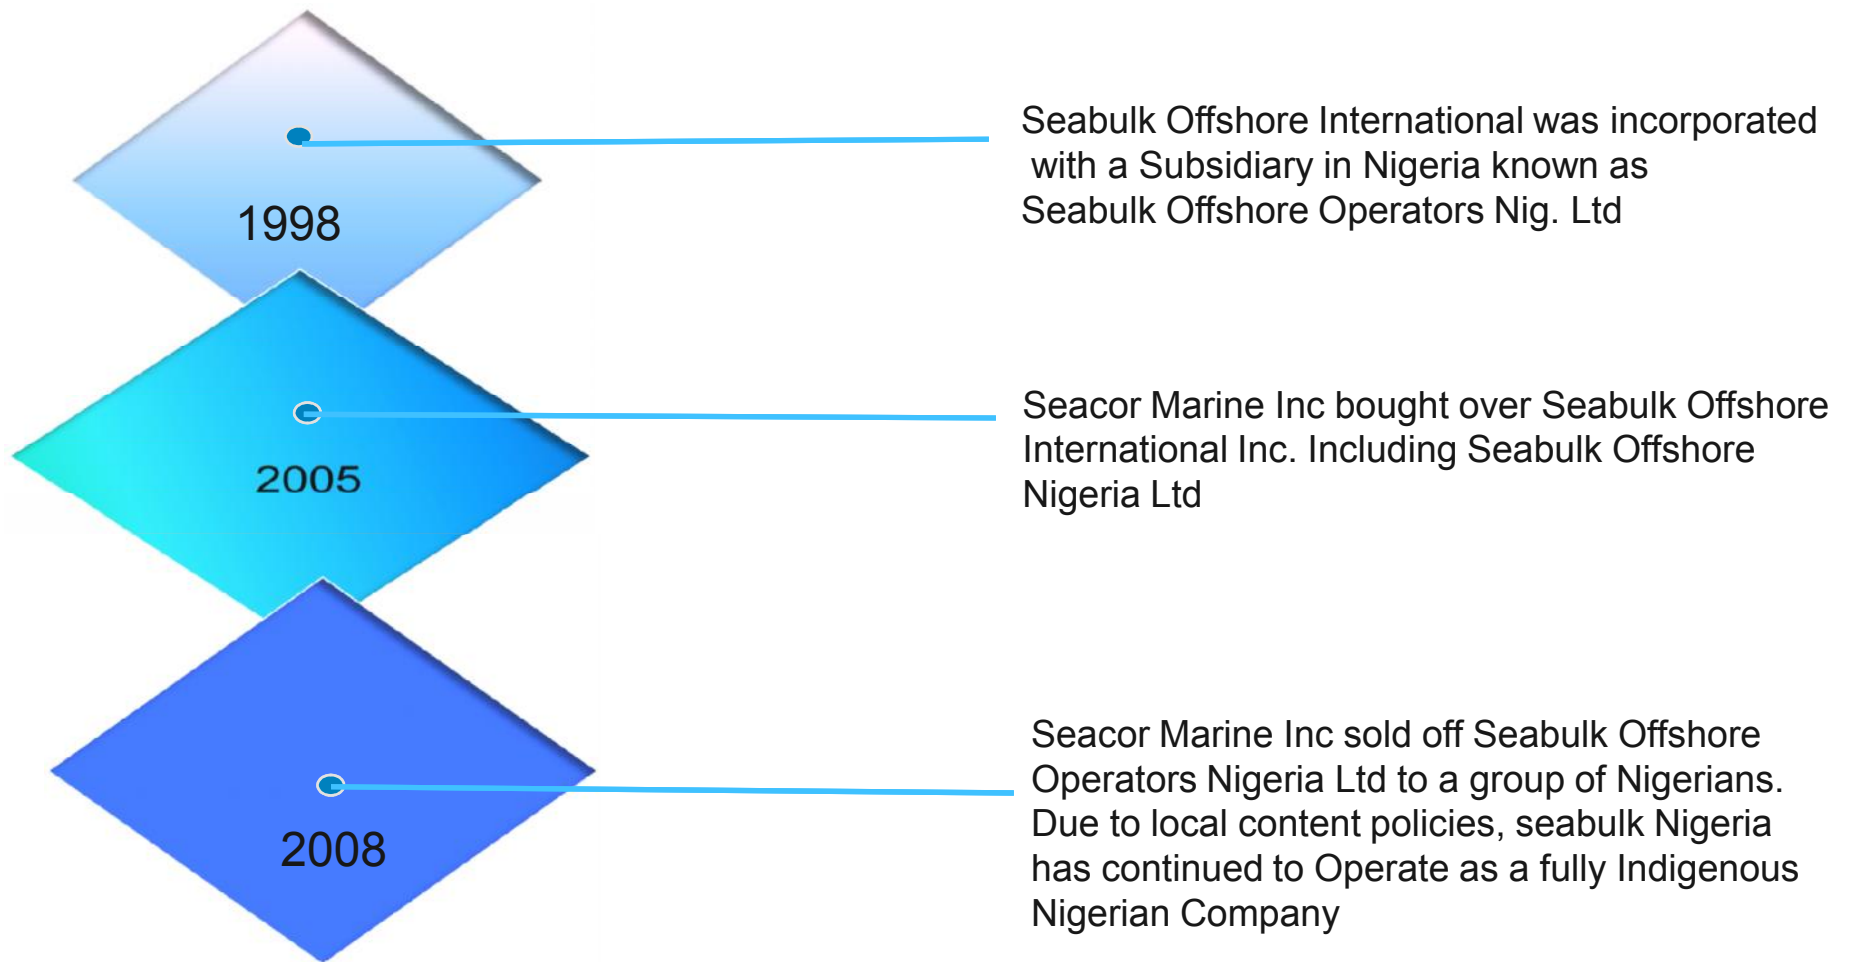 1998
Seabulk Offshore International was incorporated
with a Subsidiary in Nigeria known as
Seabulk Offshore Operators Nig. Ltd
2005
Seacor Marine Inc bought over Seabulk Offshore
International Inc. Including Seabulk Offshore
Nigeria Ltd
2008
Seacor Marine Inc sold off Seabulk Offshore
Operators Nigeria Ltd to a group of Nigerians.
Due to local content policies, seabulk Nigeria
has continued to Operate as a fully Indigenous
Nigerian Company